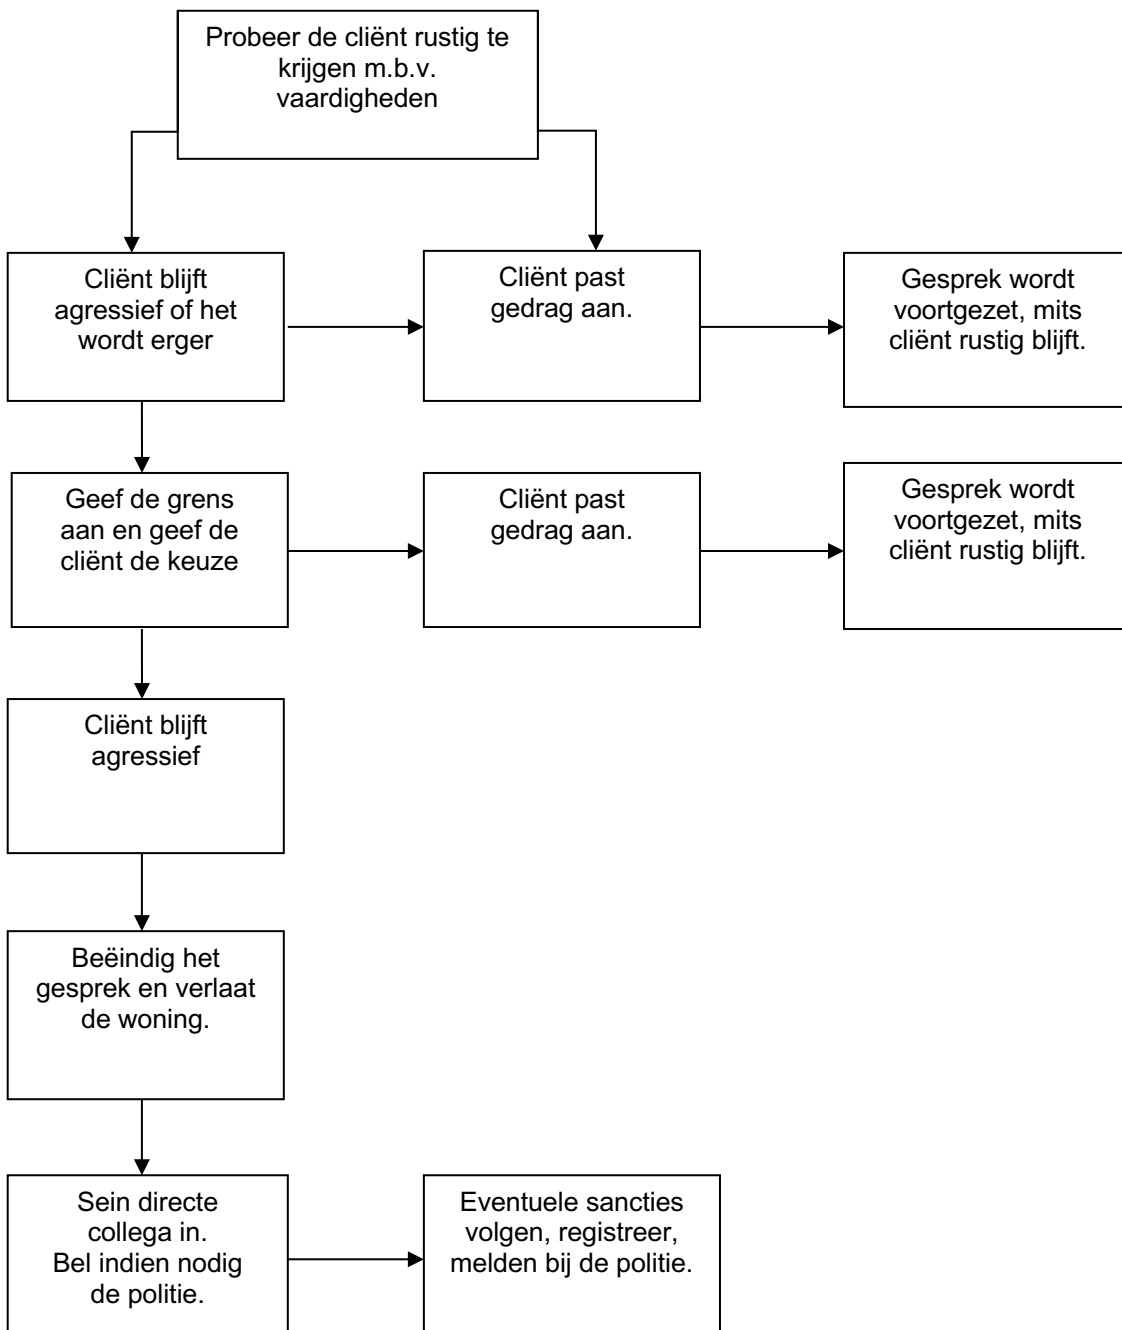 Probeer de cliënt rustig te
krijgen m.b.v.
vaardigheden
Cliënt blijft
agressief of het
wordt erger
Cliënt past
gedrag aan.
Gesprek wordt
voortgezet, mits
cliënt rustig blijft.
Geef de grens
aan en geef de
cliënt de keuze
Cliënt past
gedrag aan.
Gesprek wordt
voortgezet, mits
cliënt rustig blijft.
Cliënt blijft
agressief
Beëindig het
gesprek en verlaat
de woning.
Sein directe
collega in.
Bel indien nodig
de politie.
Eventuele sancties
volgen, registreer,
melden bij de politie.